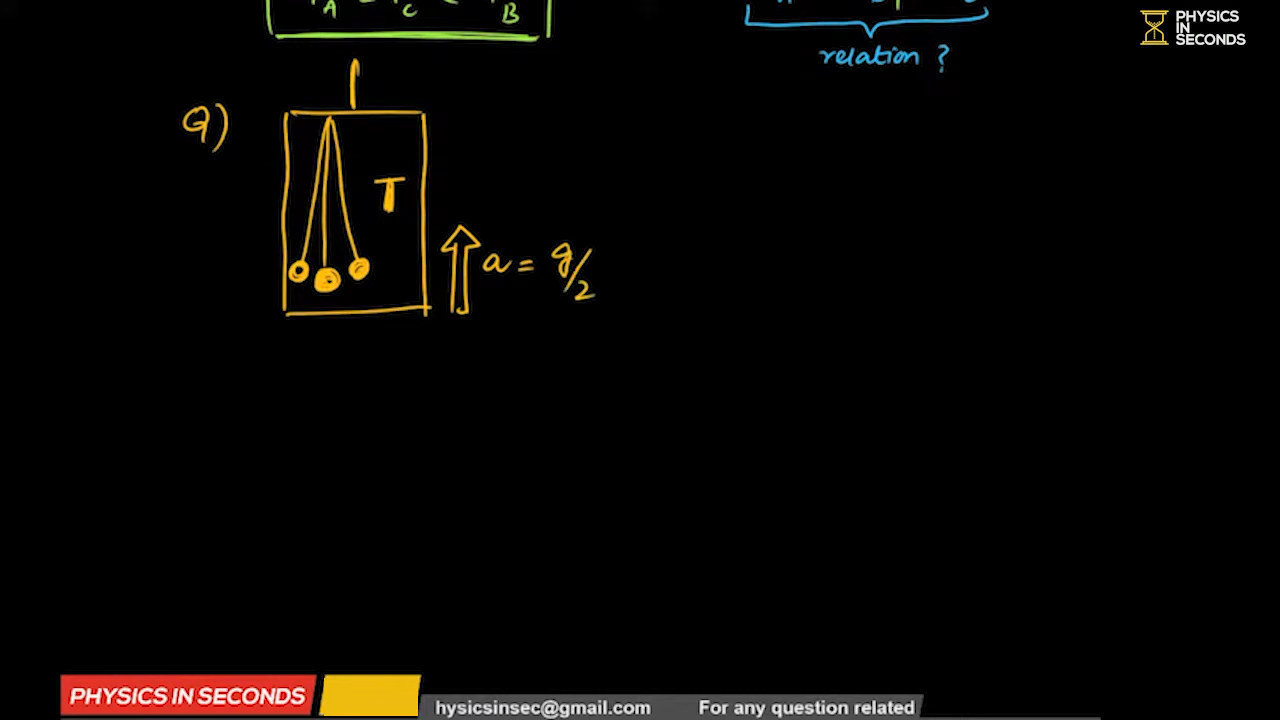 PHYSICS
IN
SECONDS
relation ?
Q)
T
a = g/2
PHYSICS IN SECONDS
hysicsinsec@gmail.com For any question related